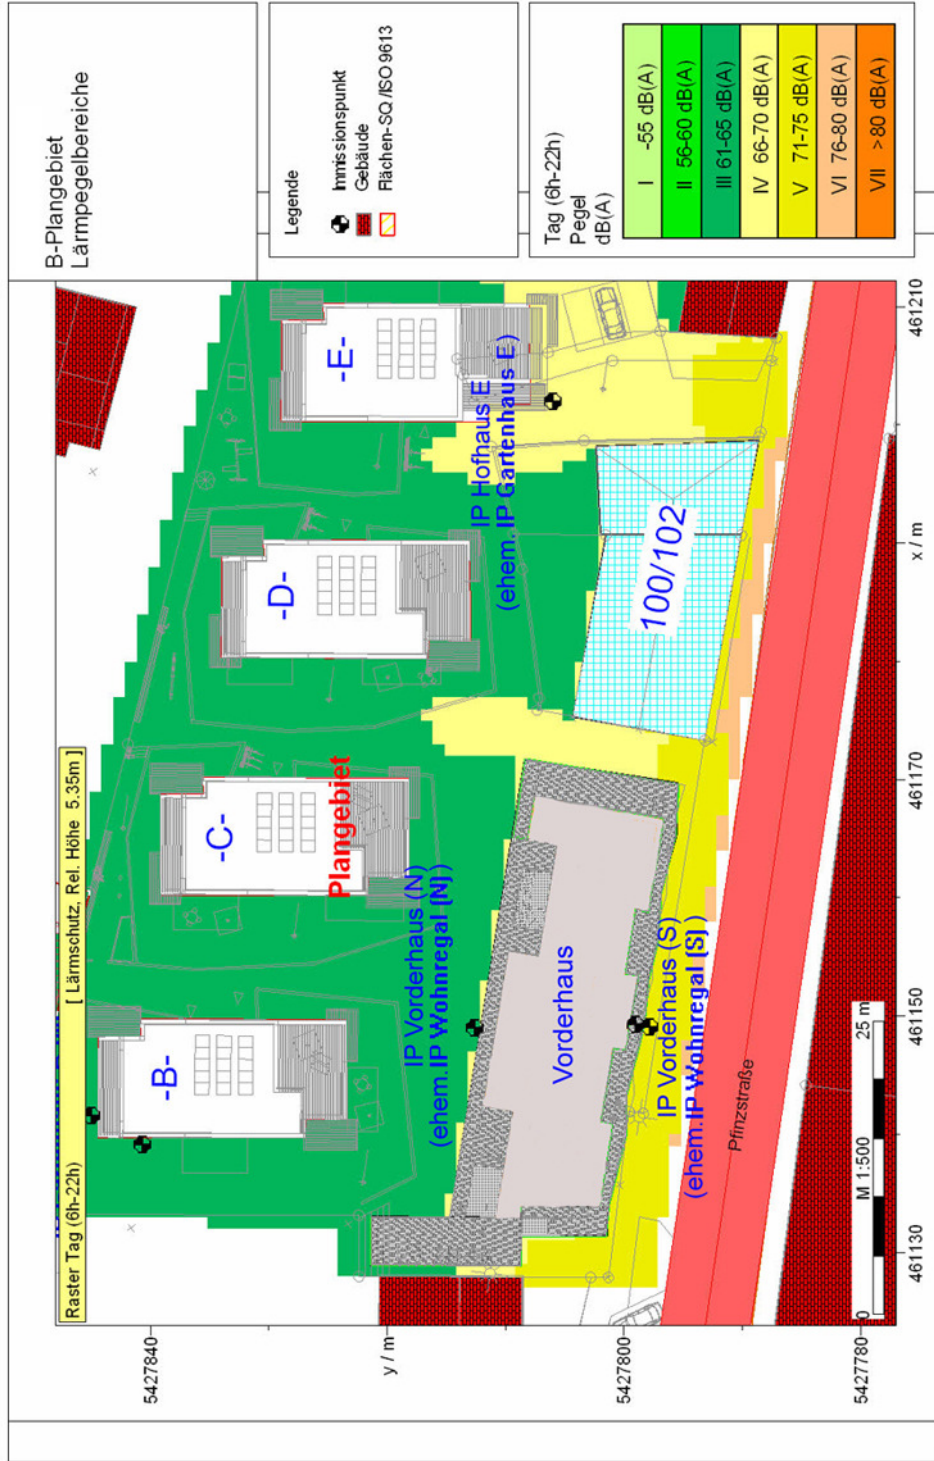 B-Plangebiet
Lärmpegelbereiche
Legende
Immissionspunkt
Gebäude
Flächen-SQ /ISO 9613
Tag (6h-22h)
Pegel
dB(A)
I -55 dB(A)
II 56-60 dB(A)
III 61-65 dB(A)
IV 66-70 dB(A)
V 71-75 dB(A)
VI 76-80 dB(A)
VII >80 dB(A)
Raster Tag (6h-22h) [ Lärmschutz, Rel. Höhe 5.35m ]
-B-
-C-
-D-
-E-
Plangebiet
IP Vorderhaus (N)
(ehem.IP Wohnregal (N))
IP Hofhaus E
(ehem. IP Gartenhaus E)
Vorderhaus
100/102
IP Vorderhaus (S)
(ehem.IP Wohnregal (S))
Pfinzstraße
0 M 1:500 25 m
5427840
y / m
5427800
5427780
461130
461150
461170
x / m
461210